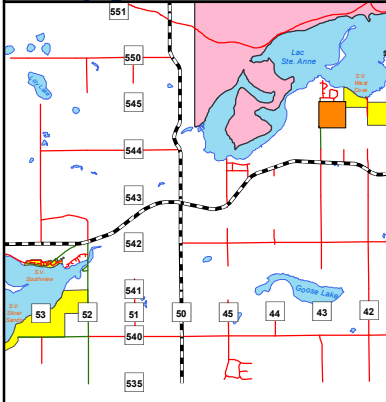 551
Lac
Ste. Anne
550
S.V.
West
Cove
545
544
543
542
S.V.
Southview
541
Goose Lake
S.V.
Silver
Sands
53
52
51
50
45
44
43
42
540
535